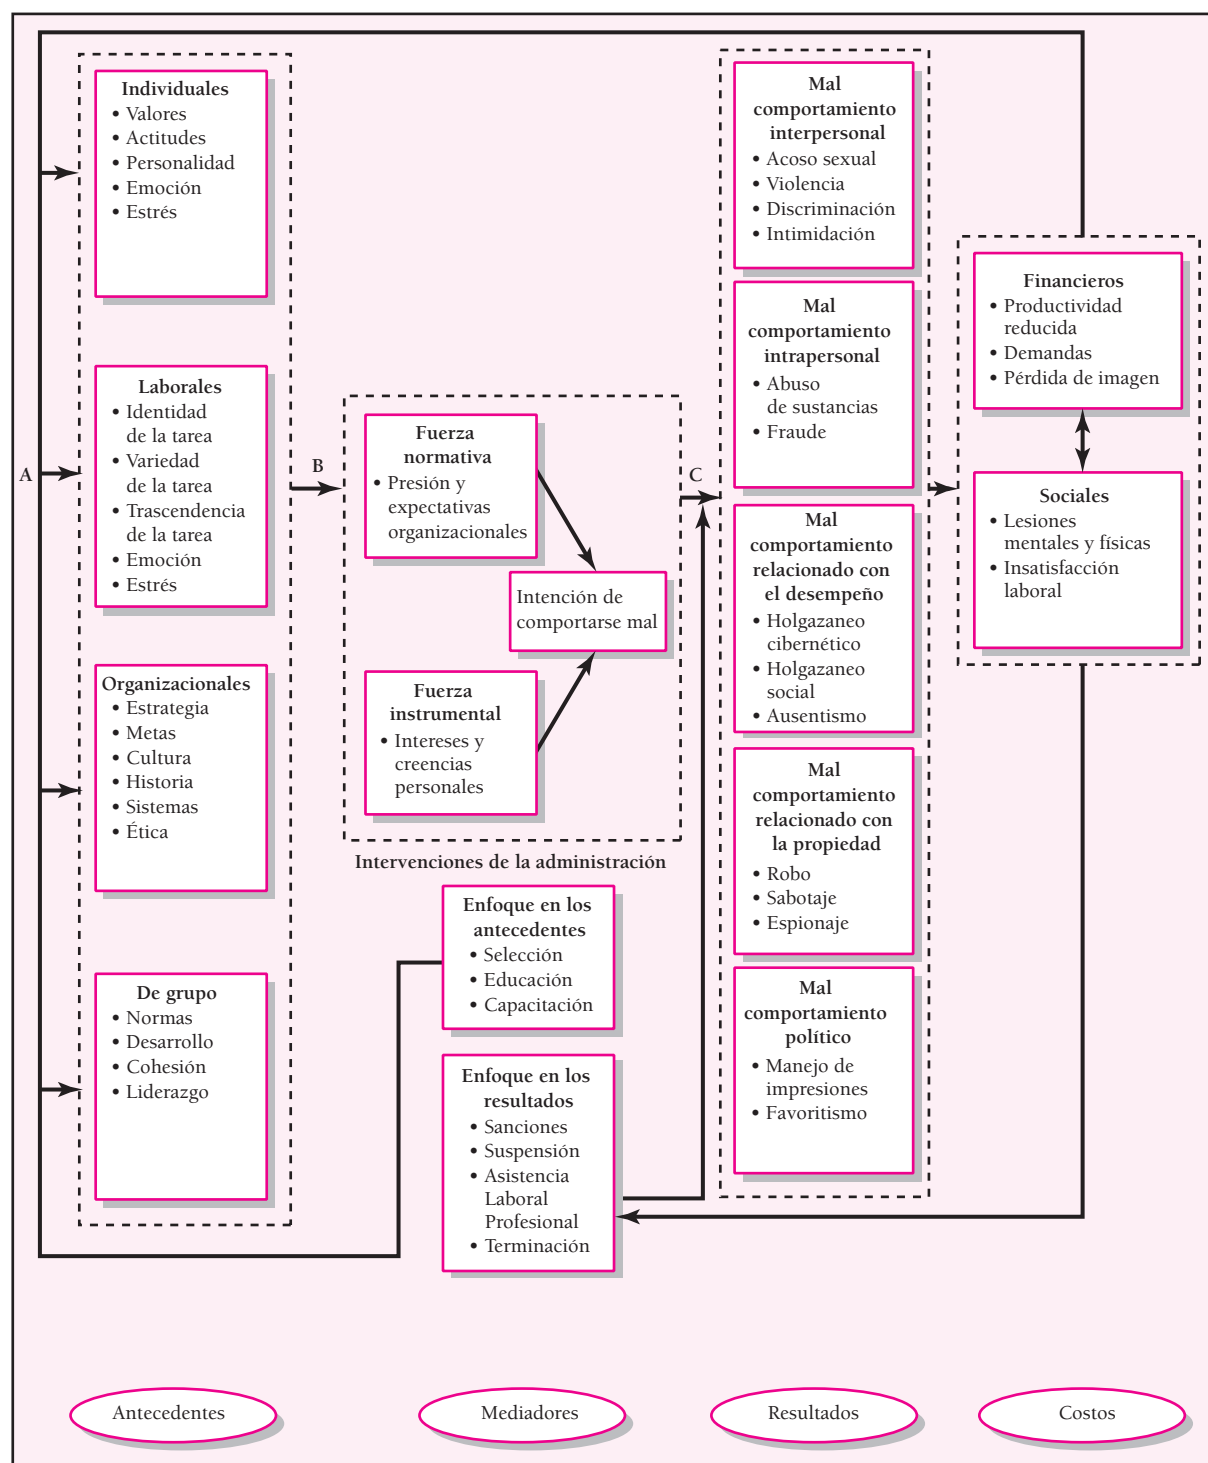 Individuales
• Valores
• Actitudes
• Personalidad
• Emoción
• Estrés
Laborales
• Identidad
de la tarea
• Variedad
de la tarea
• Trascendencia
de la tarea
• Emoción
• Estrés
Organizacionales
• Estrategia
• Metas
• Cultura
• Historia
• Sistemas
• Ética
De grupo
• Normas
• Desarrollo
• Cohesión
• Liderazgo
A
B
Fuerza
normativa
• Presión y
expectativas
organizacionales
Intención de
comportarse mal
Fuerza
instrumental
• Intereses y
creencias
personales
Intervenciones de la administración
Enfoque en los
antecedentes
• Selección
• Educación
• Capacitación
Enfoque en los
resultados
• Sanciones
• Suspensión
• Asistencia
Laboral
Profesional
• Terminación
C
Mal
comportamiento
interpersonal
• Acoso sexual
• Violencia
• Discriminación
• Intimidación
Mal
comportamiento
intrapersonal
• Abuso
de sustancias
• Fraude
Mal
comportamiento
relacionado con
el desempeño
• Holgazaneo
cibernético
• Holgazaneo
social
• Ausentismo
Mal
comportamiento
relacionado con
la propiedad
• Robo
• Sabotaje
• Espionaje
Mal
comportamiento
político
• Manejo de
impresiones
• Favoritismo
Financieros
• Productividad
reducida
• Demandas
• Pérdida de imagen
Sociales
• Lesiones
mentales y físicas
• Insatisfacción
laboral
Antecedentes
Mediadores
Resultados
Costos